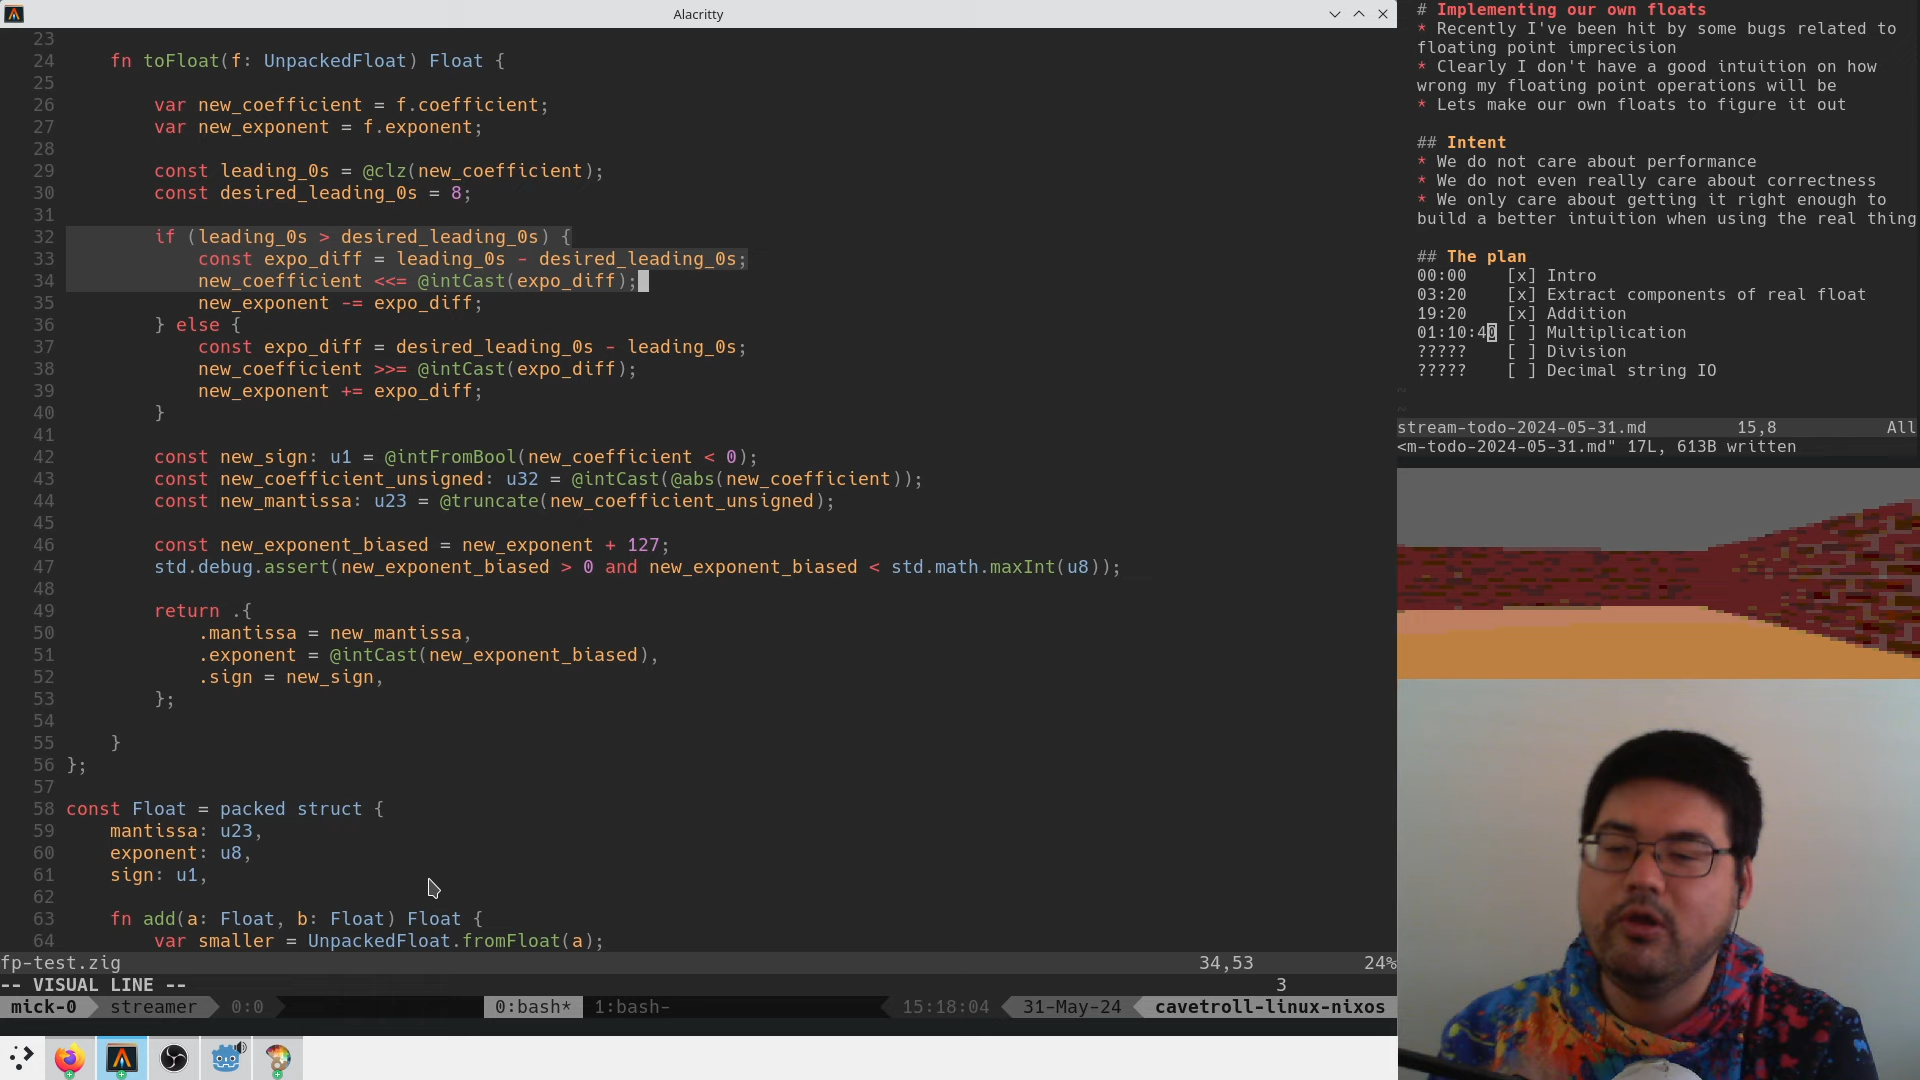 Alacritty
23
24 fn toFloat(f: UnpackedFloat) Float {
25
26 var new_coefficient = f.coefficient;
27 var new_exponent = f.exponent;
28
29 const leading_0s = @clz(new_coefficient);
30 const desired_leading_0s = 8;
31
32 if (leading_0s > desired_leading_0s) {
33 const expo_diff = leading_0s - desired_leading_0s;
34 new_coefficient <<= @intCast(expo_diff);
35 new_exponent -= expo_diff;
36 } else {
37 const expo_diff = desired_leading_0s - leading_0s;
38 new_coefficient >>= @intCast(expo_diff);
39 new_exponent += expo_diff;
40 }
41
42 const new_sign: u1 = @intFromBool(new_coefficient < 0);
43 const new_coefficient_unsigned: u32 = @intCast(@abs(new_coefficient));
44 const new_mantissa: u23 = @truncate(new_coefficient_unsigned);
45
46 const new_exponent_biased = new_exponent + 127;
47 std.debug.assert(new_exponent_biased > 0 and new_exponent_biased < std.math.maxInt(u8));
48
49 return .{
50 .mantissa = new_mantissa,
51 .exponent = @intCast(new_exponent_biased),
52 .sign = new_sign,
53 };
54
55 }
56 };
57
58 const Float = packed struct {
59 mantissa: u23,
60 exponent: u8,
61 sign: u1,
62
63 fn add(a: Float, b: Float) Float {
64 var smaller = UnpackedFloat.fromFloat(a);
fp-test.zig 34,53 24%
-- VISUAL LINE -- 3
mick-0 streamer 0:0 0:bash* 1:bash- 15:18:04 31-May-24 cavetroll-linux-nixos
# Implementing our own floats
* Recently I've been hit by some bugs related to
floating point imprecision
* Clearly I don't have a good intuition on how
wrong my floating point operations will be
* Lets make our own floats to figure it out
## Intent
* We do not care about performance
* We do not even really care about correctness
* We only care about getting it right enough to
build a better intuition when using the real thing
## The plan
00:00 [x] Intro
03:20 [x] Extract components of real float
19:20 [x] Addition
01:10:40 [ ] Multiplication
????? [ ] Division
????? [ ] Decimal string IO
~
~
stream-todo-2024-05-31.md 15,8 All
<m-todo-2024-05-31.md" 17L, 613B written